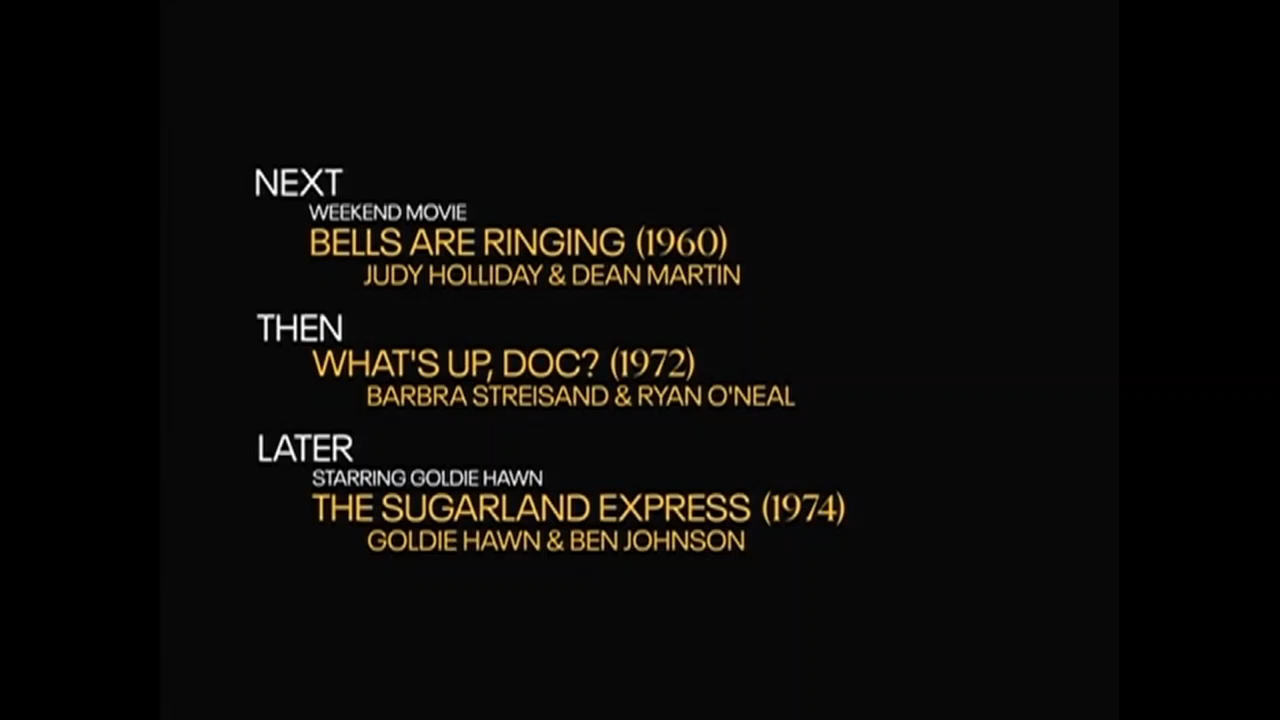 NEXT
WEEKEND MOVIE
BELLS ARE RINGING (1960)
JUDY HOLLIDAY & DEAN MARTIN
THEN
WHAT'S UP, DOC? (1972)
BARBRA STREISAND & RYAN O'NEAL
LATER
STARRING GOLDIE HAWN
THE SUGARLAND EXPRESS (1974)
GOLDIE HAWN & BEN JOHNSON